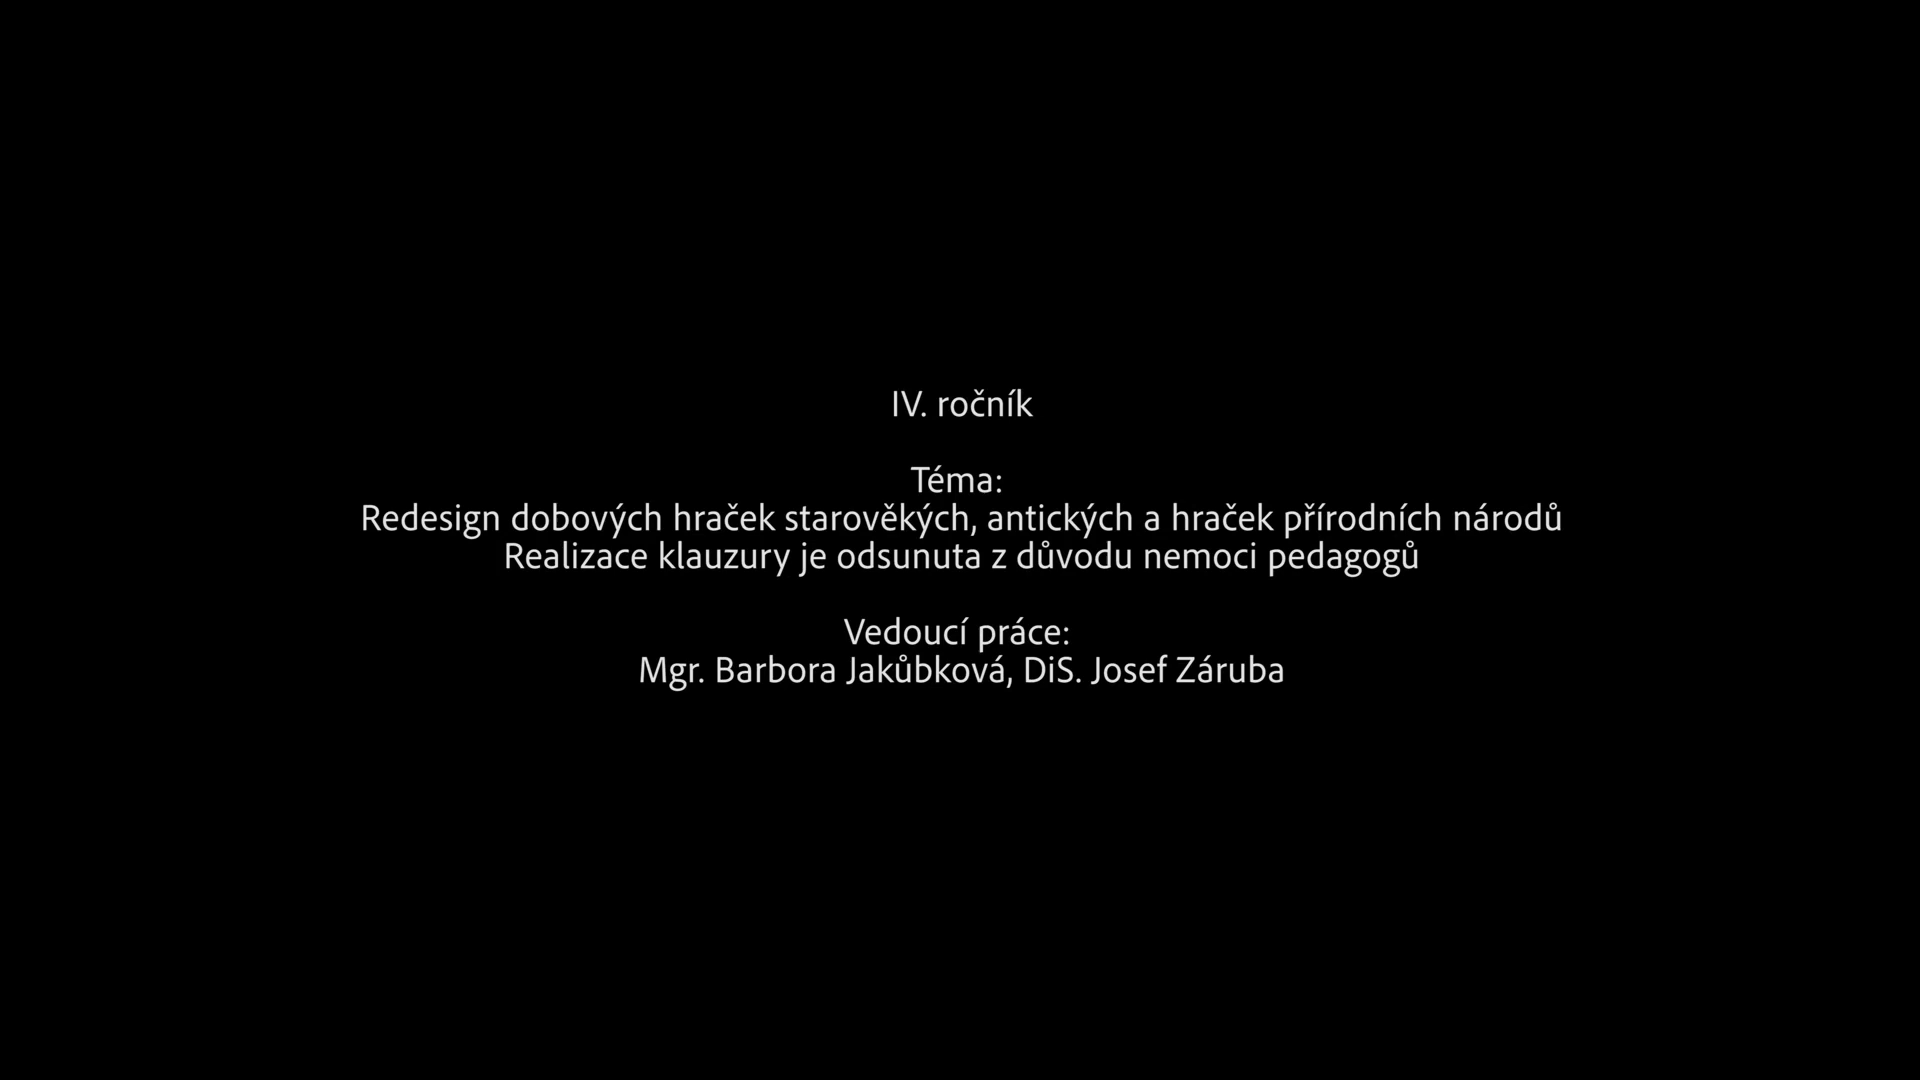 IV. ročník
Téma:
Redesign dobových hraček starověkých, antických a hraček přírodních národů
Realizace klauzury je odsunuta z důvodu nemoci pedagogů
Vedoucí práce:
Mgr. Barbora Jakůbková, DiS. Josef Záruba